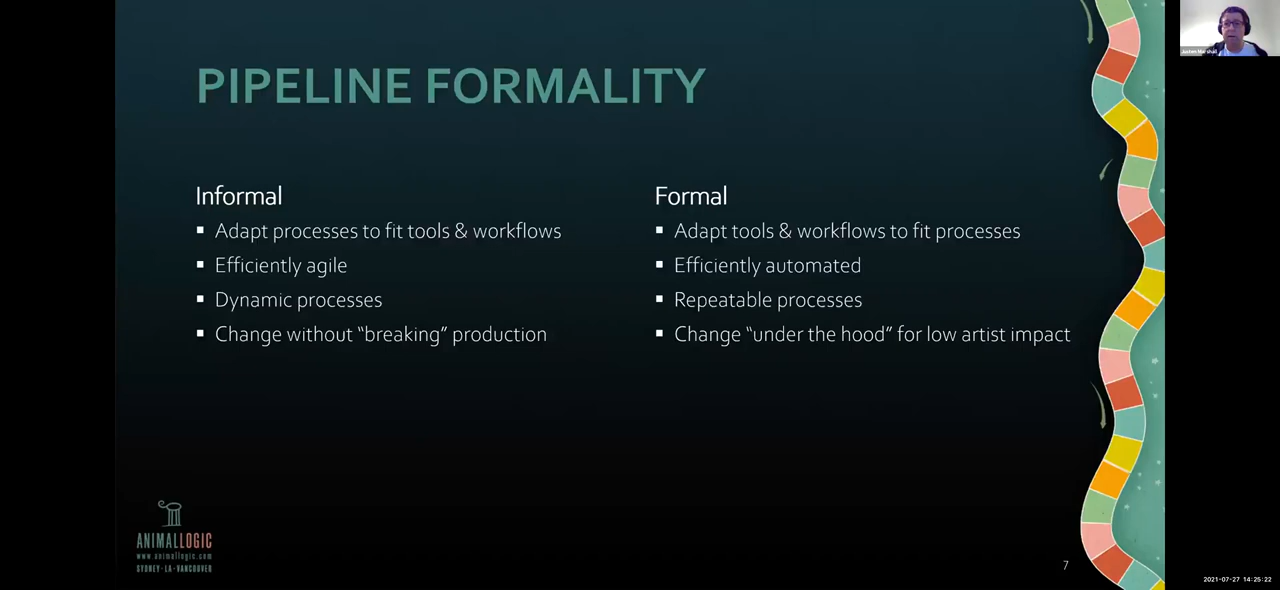 PIPELINE FORMALITY
Informal
▪ Adapt processes to fit tools & workflows
▪ Efficiently agile
▪ Dynamic processes
▪ Change without “breaking” production
Formal
▪ Adapt tools & workflows to fit processes
▪ Efficiently automated
▪ Repeatable processes
▪ Change “under the hood” for low artist impact
ANIMALLOGIC
www.animallogic.com
SYDNEY·LA·VANCOUVER
7
2021-07-27 14:25:22